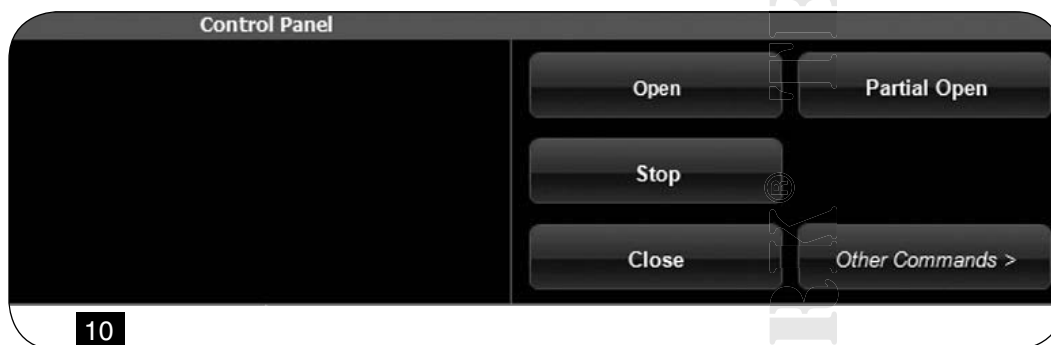 Control Panel
Open
Partial Open
Stop
Close
Other Commands >
10